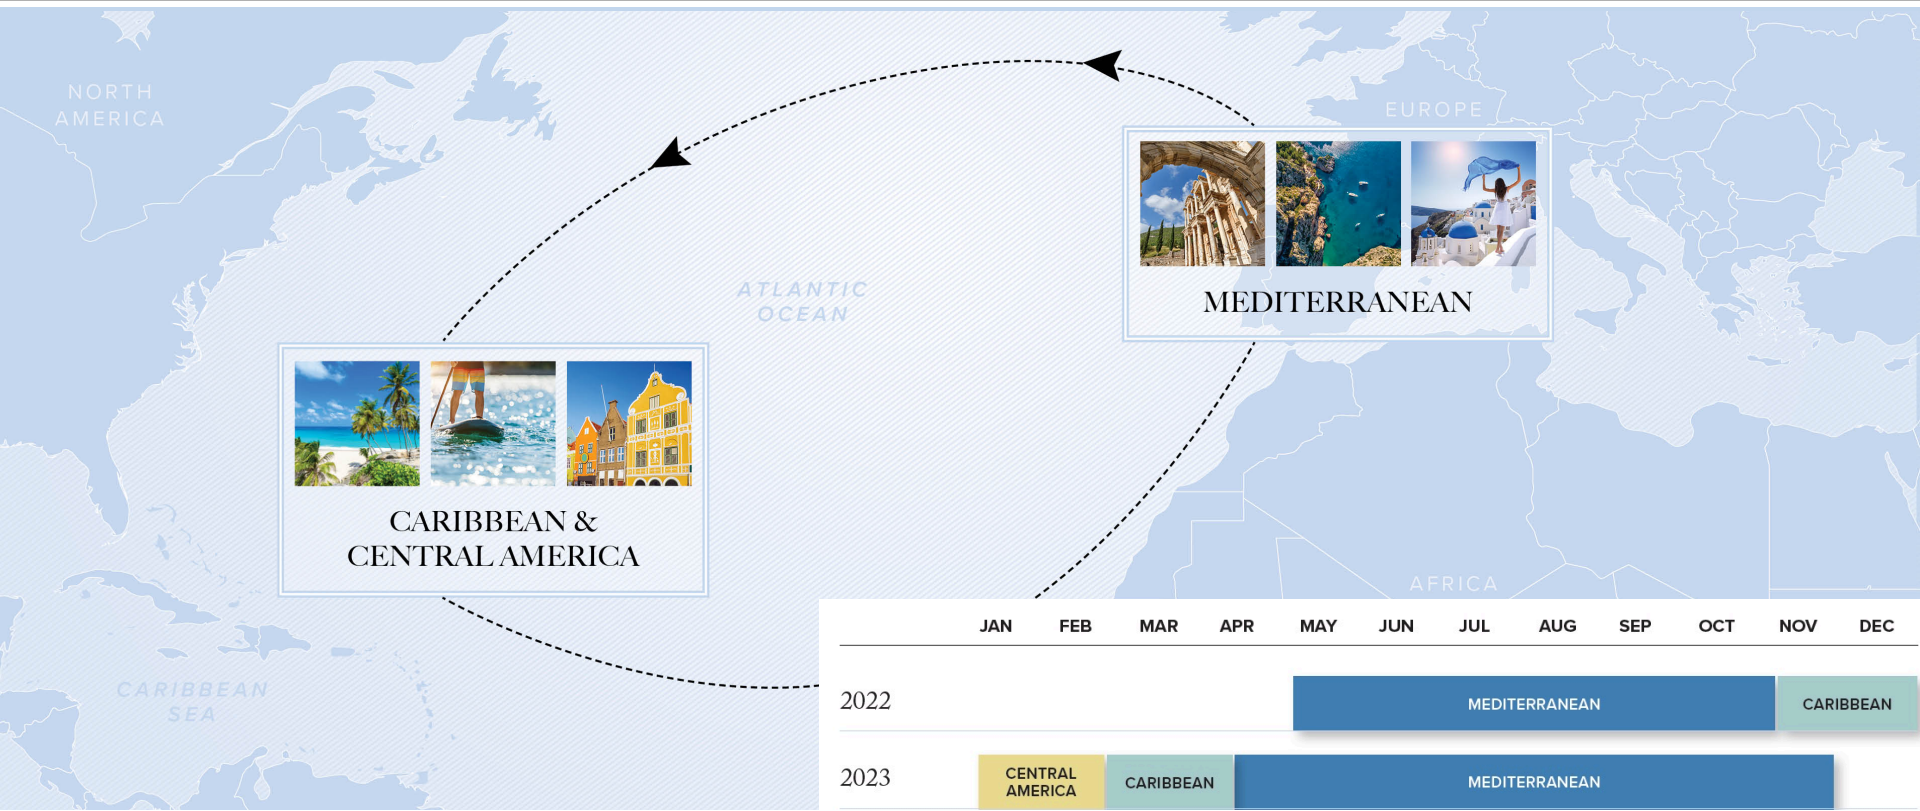 NORTH
AMERICA
EUROPE
MEDITERRANEAN
ATLANTIC
OCEAN
CARIBBEAN &
CENTRAL AMERICA
AFRICA
CARIBBEAN
SEA
JAN FEB MAR APR MAY JUN JUL AUG SEP OCT NOV DEC
2022 MEDITERRANEAN CARIBBEAN
2023 CENTRAL AMERICA CARIBBEAN MEDITERRANEAN